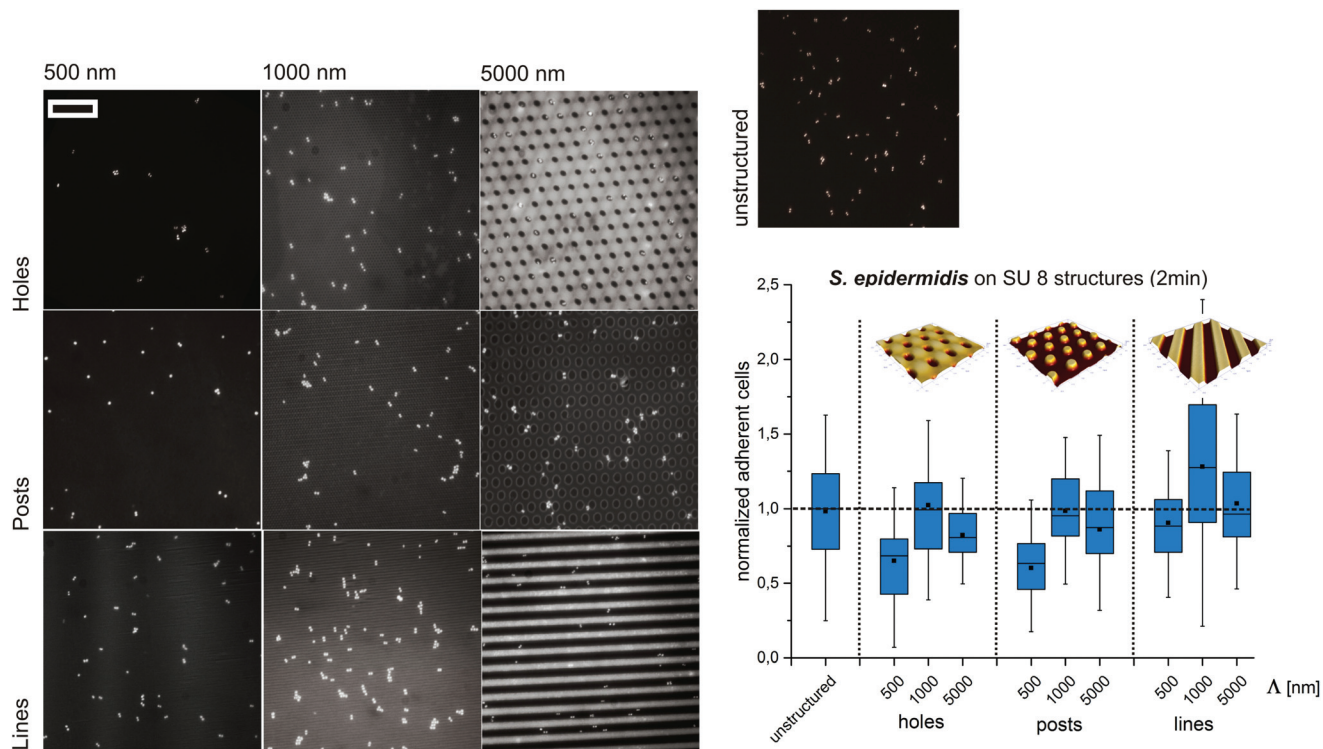 500 nm
1000 nm
5000 nm
Holes
Posts
Lines
unstructured
S. epidermidis on SU 8 structures (2min)
normalized adherent cells
2,5
2,0
1,5
1,0
0,5
0,0
unstructured
500
1000
5000
500
1000
5000
500
1000
5000
Λ [nm]
holes
posts
lines